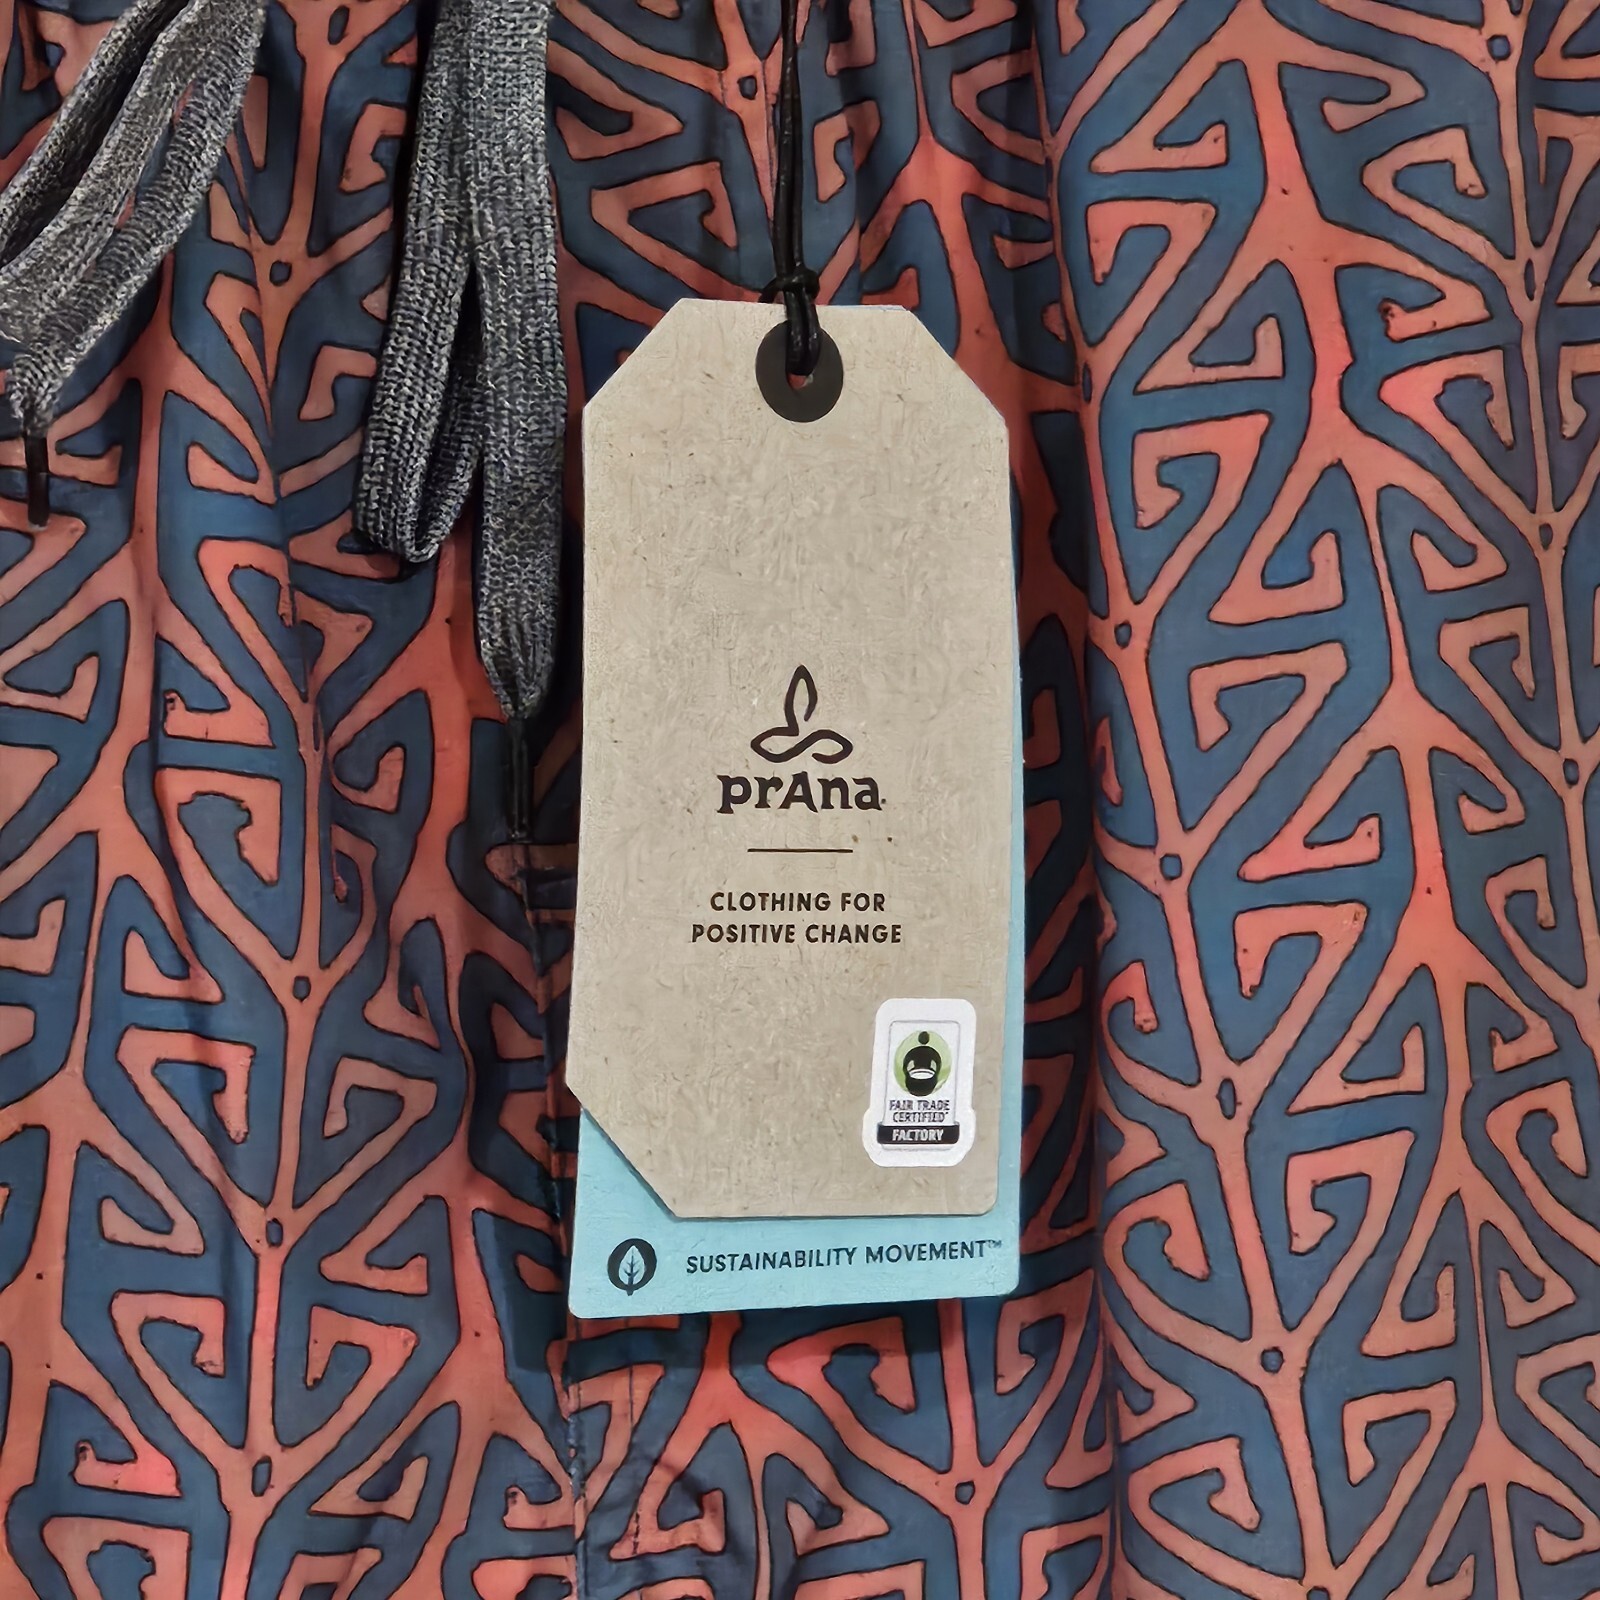 prAna
CLOTHING FOR
POSITIVE CHANGE
FAIR TRADE
CERTIFIED
FACTORY
SUSTAINABILITY MOVEMENT™